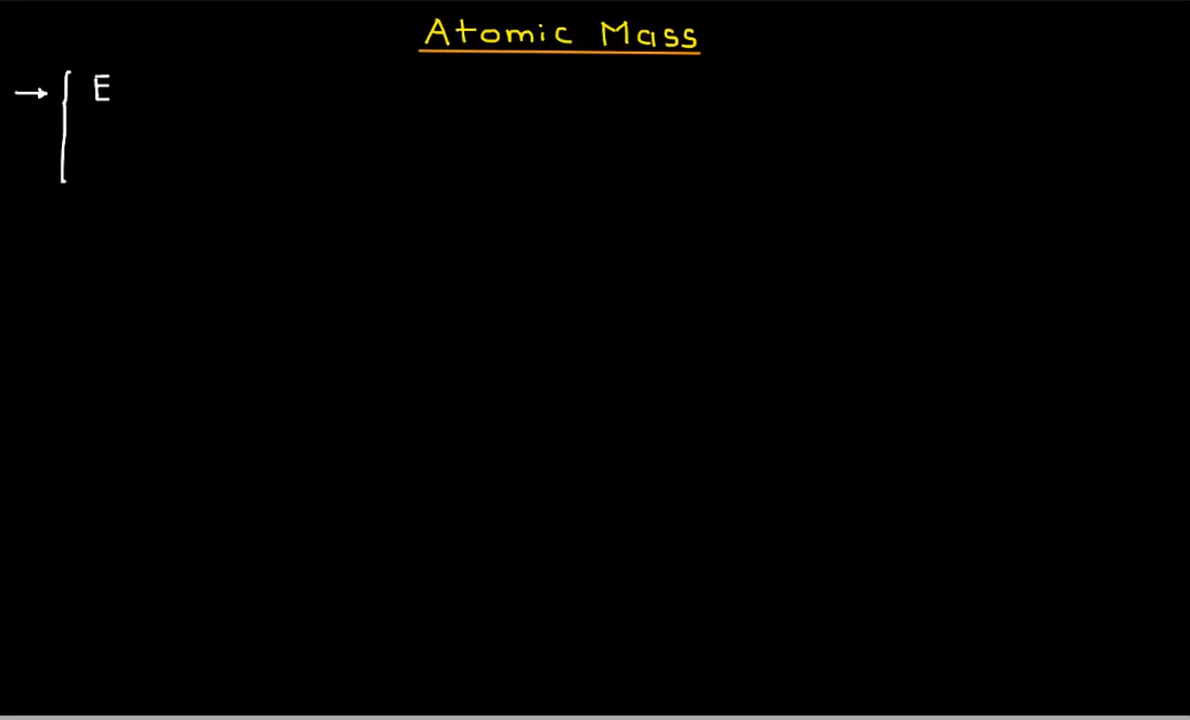 Atomic Mass
→ { E